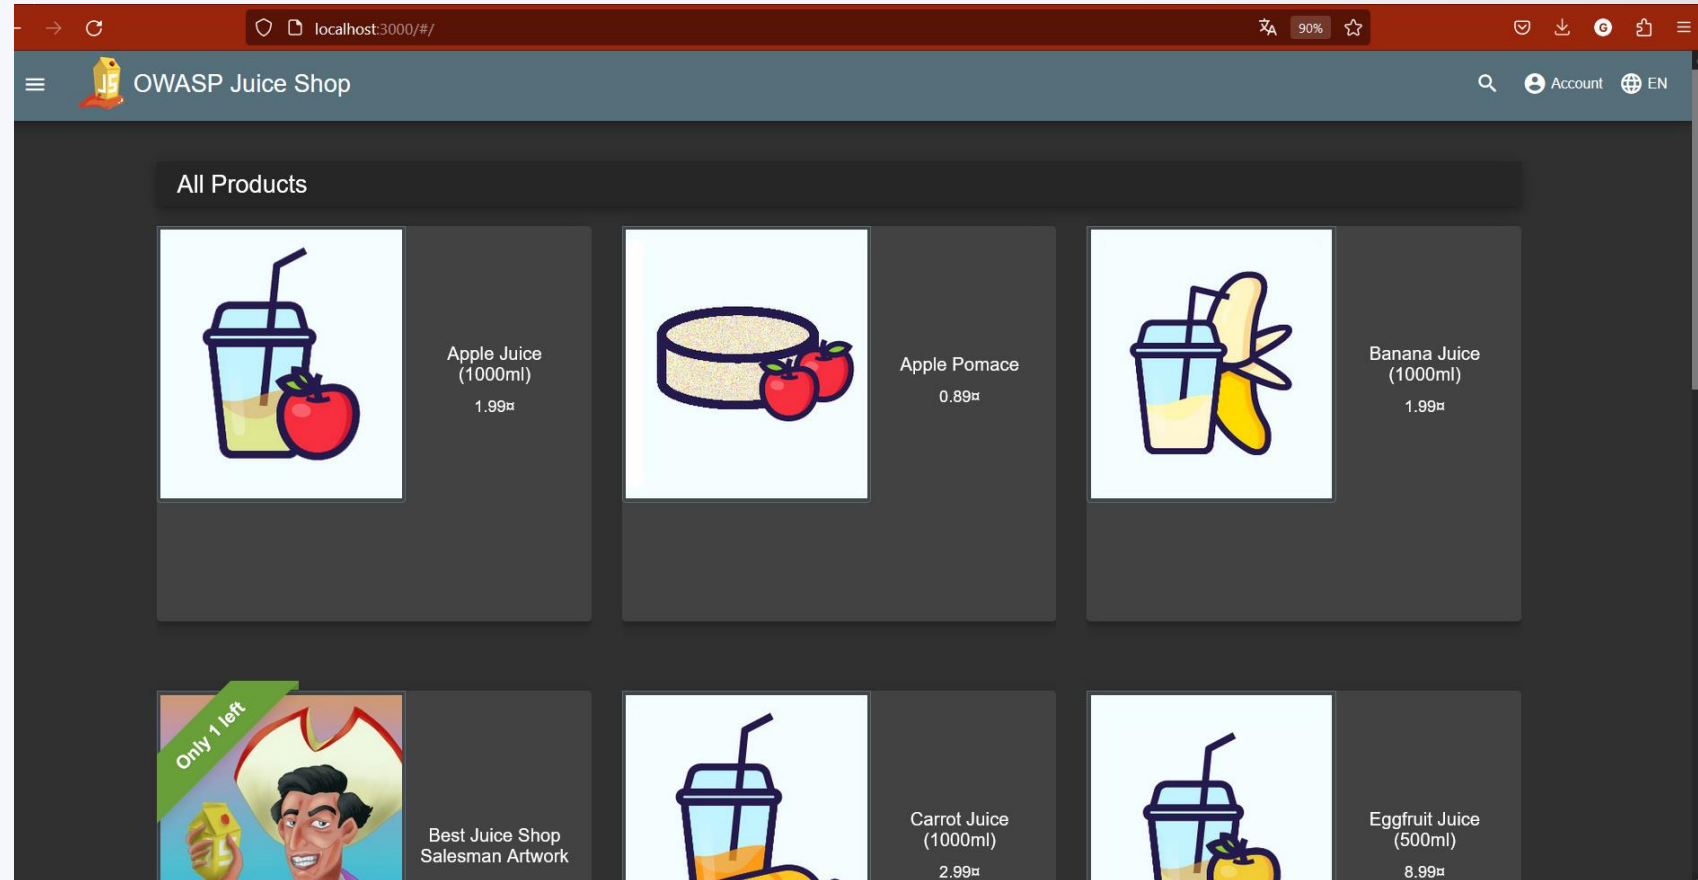 localhost:3000/#/
90%
G
JS
OWASP Juice Shop
Account
EN
All Products
Apple Juice
(1000ml)
1.99¤
Apple Pomace
0.89¤
Banana Juice
(1000ml)
1.99¤
Only 1 left
Best Juice Shop
Salesman Artwork
Carrot Juice
(1000ml)
2.99¤
Eggfruit Juice
(500ml)
8.99¤